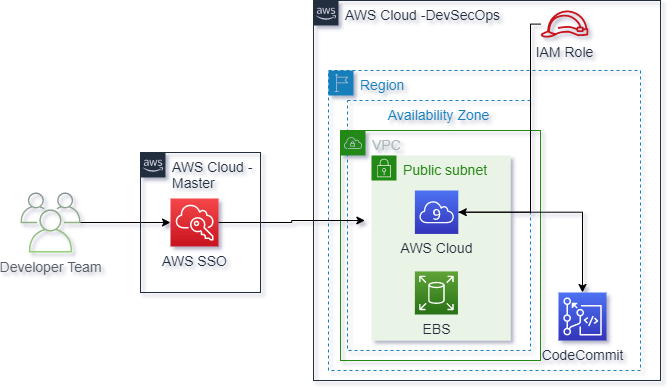 aws
AWS Cloud -DevSecOps
IAM Role
Region
Availability Zone
VPC
Public subnet
aws
AWS Cloud -
Master
9
AWS SSO
AWS Cloud
Developer Team
EBS
CodeCommit